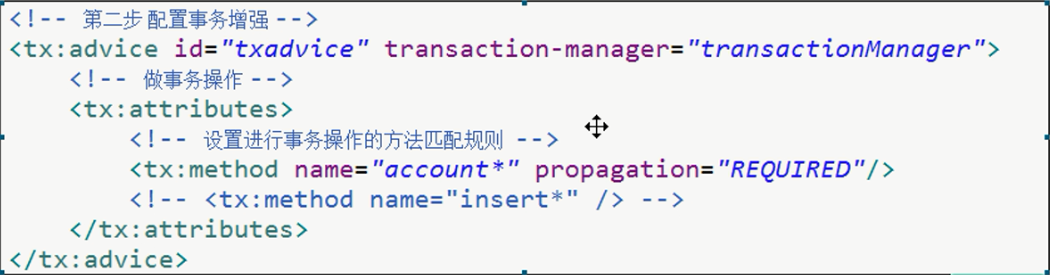 <!-- 第二步 配置事务增强 -->
<tx:advice id="txadvice" transaction-manager="transactionManager">
<!-- 做事务操作 -->
<tx:attributes>
<!-- 设置进行事务操作的方法匹配规则 -->
<tx:method name="account*" propagation="REQUIRED"/>
<!-- <tx:method name="insert*" /> -->
</tx:attributes>
</tx:advice>